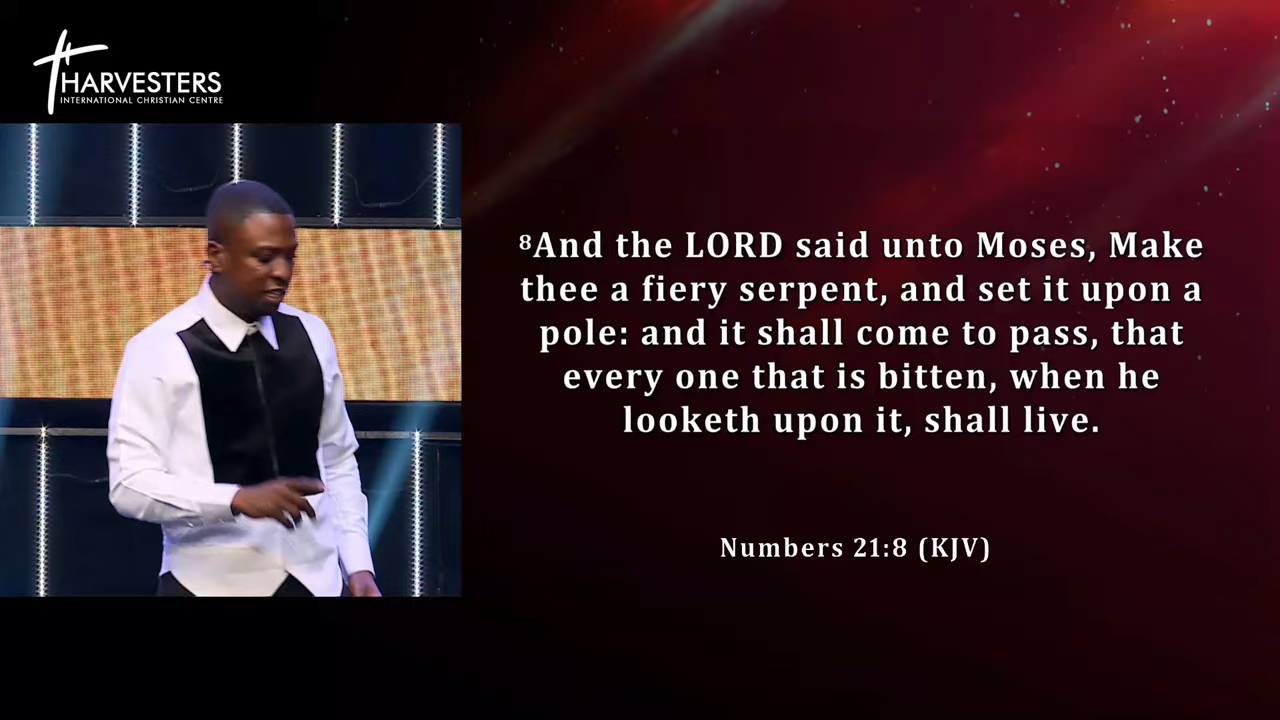 HARVESTERS
INTERNATIONAL CHRISTIAN CENTRE
⁸And the LORD said unto Moses, Make
thee a fiery serpent, and set it upon a
pole: and it shall come to pass, that
every one that is bitten, when he
looketh upon it, shall live.
Numbers 21:8 (KJV)